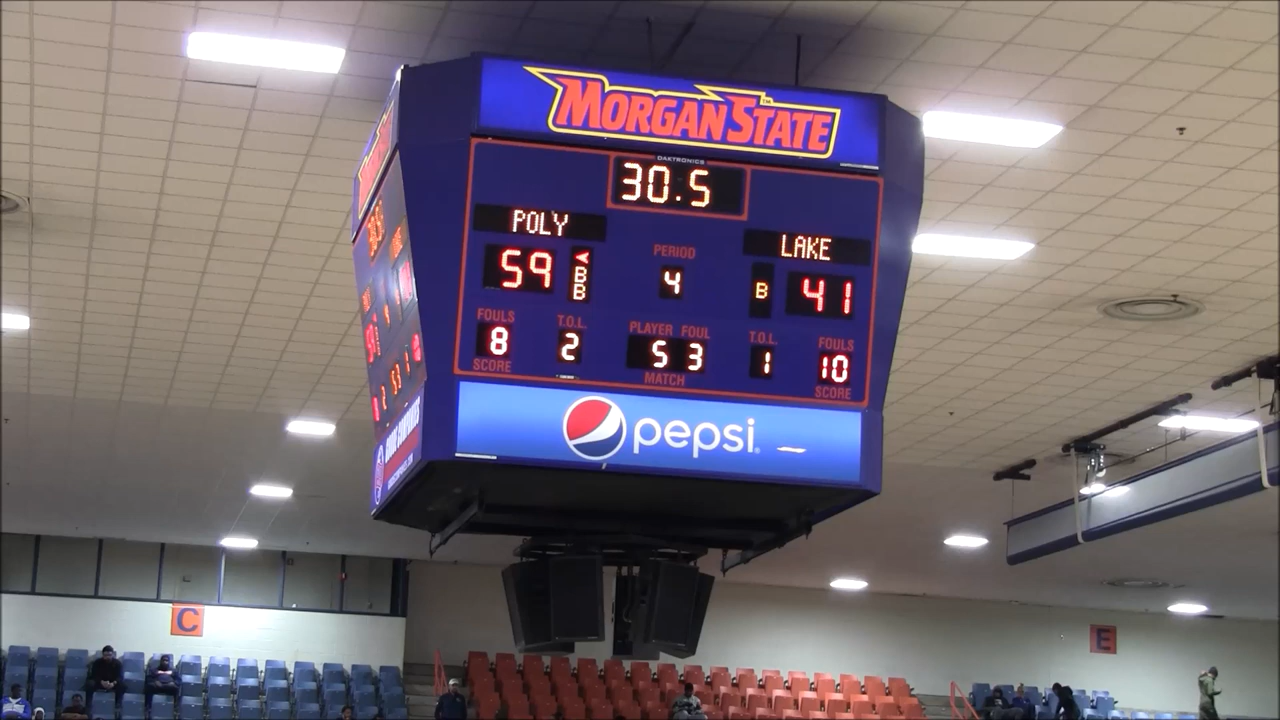 MORGAN STATE
DAKTRONICS
30.5
POLY
LAKE
PERIOD
59 B B 4 B 41
FOULS T.O.L. PLAYER FOUL T.O.L. FOULS
8 2 5 3 1 10
SCORE MATCH SCORE
pepsi
C
E